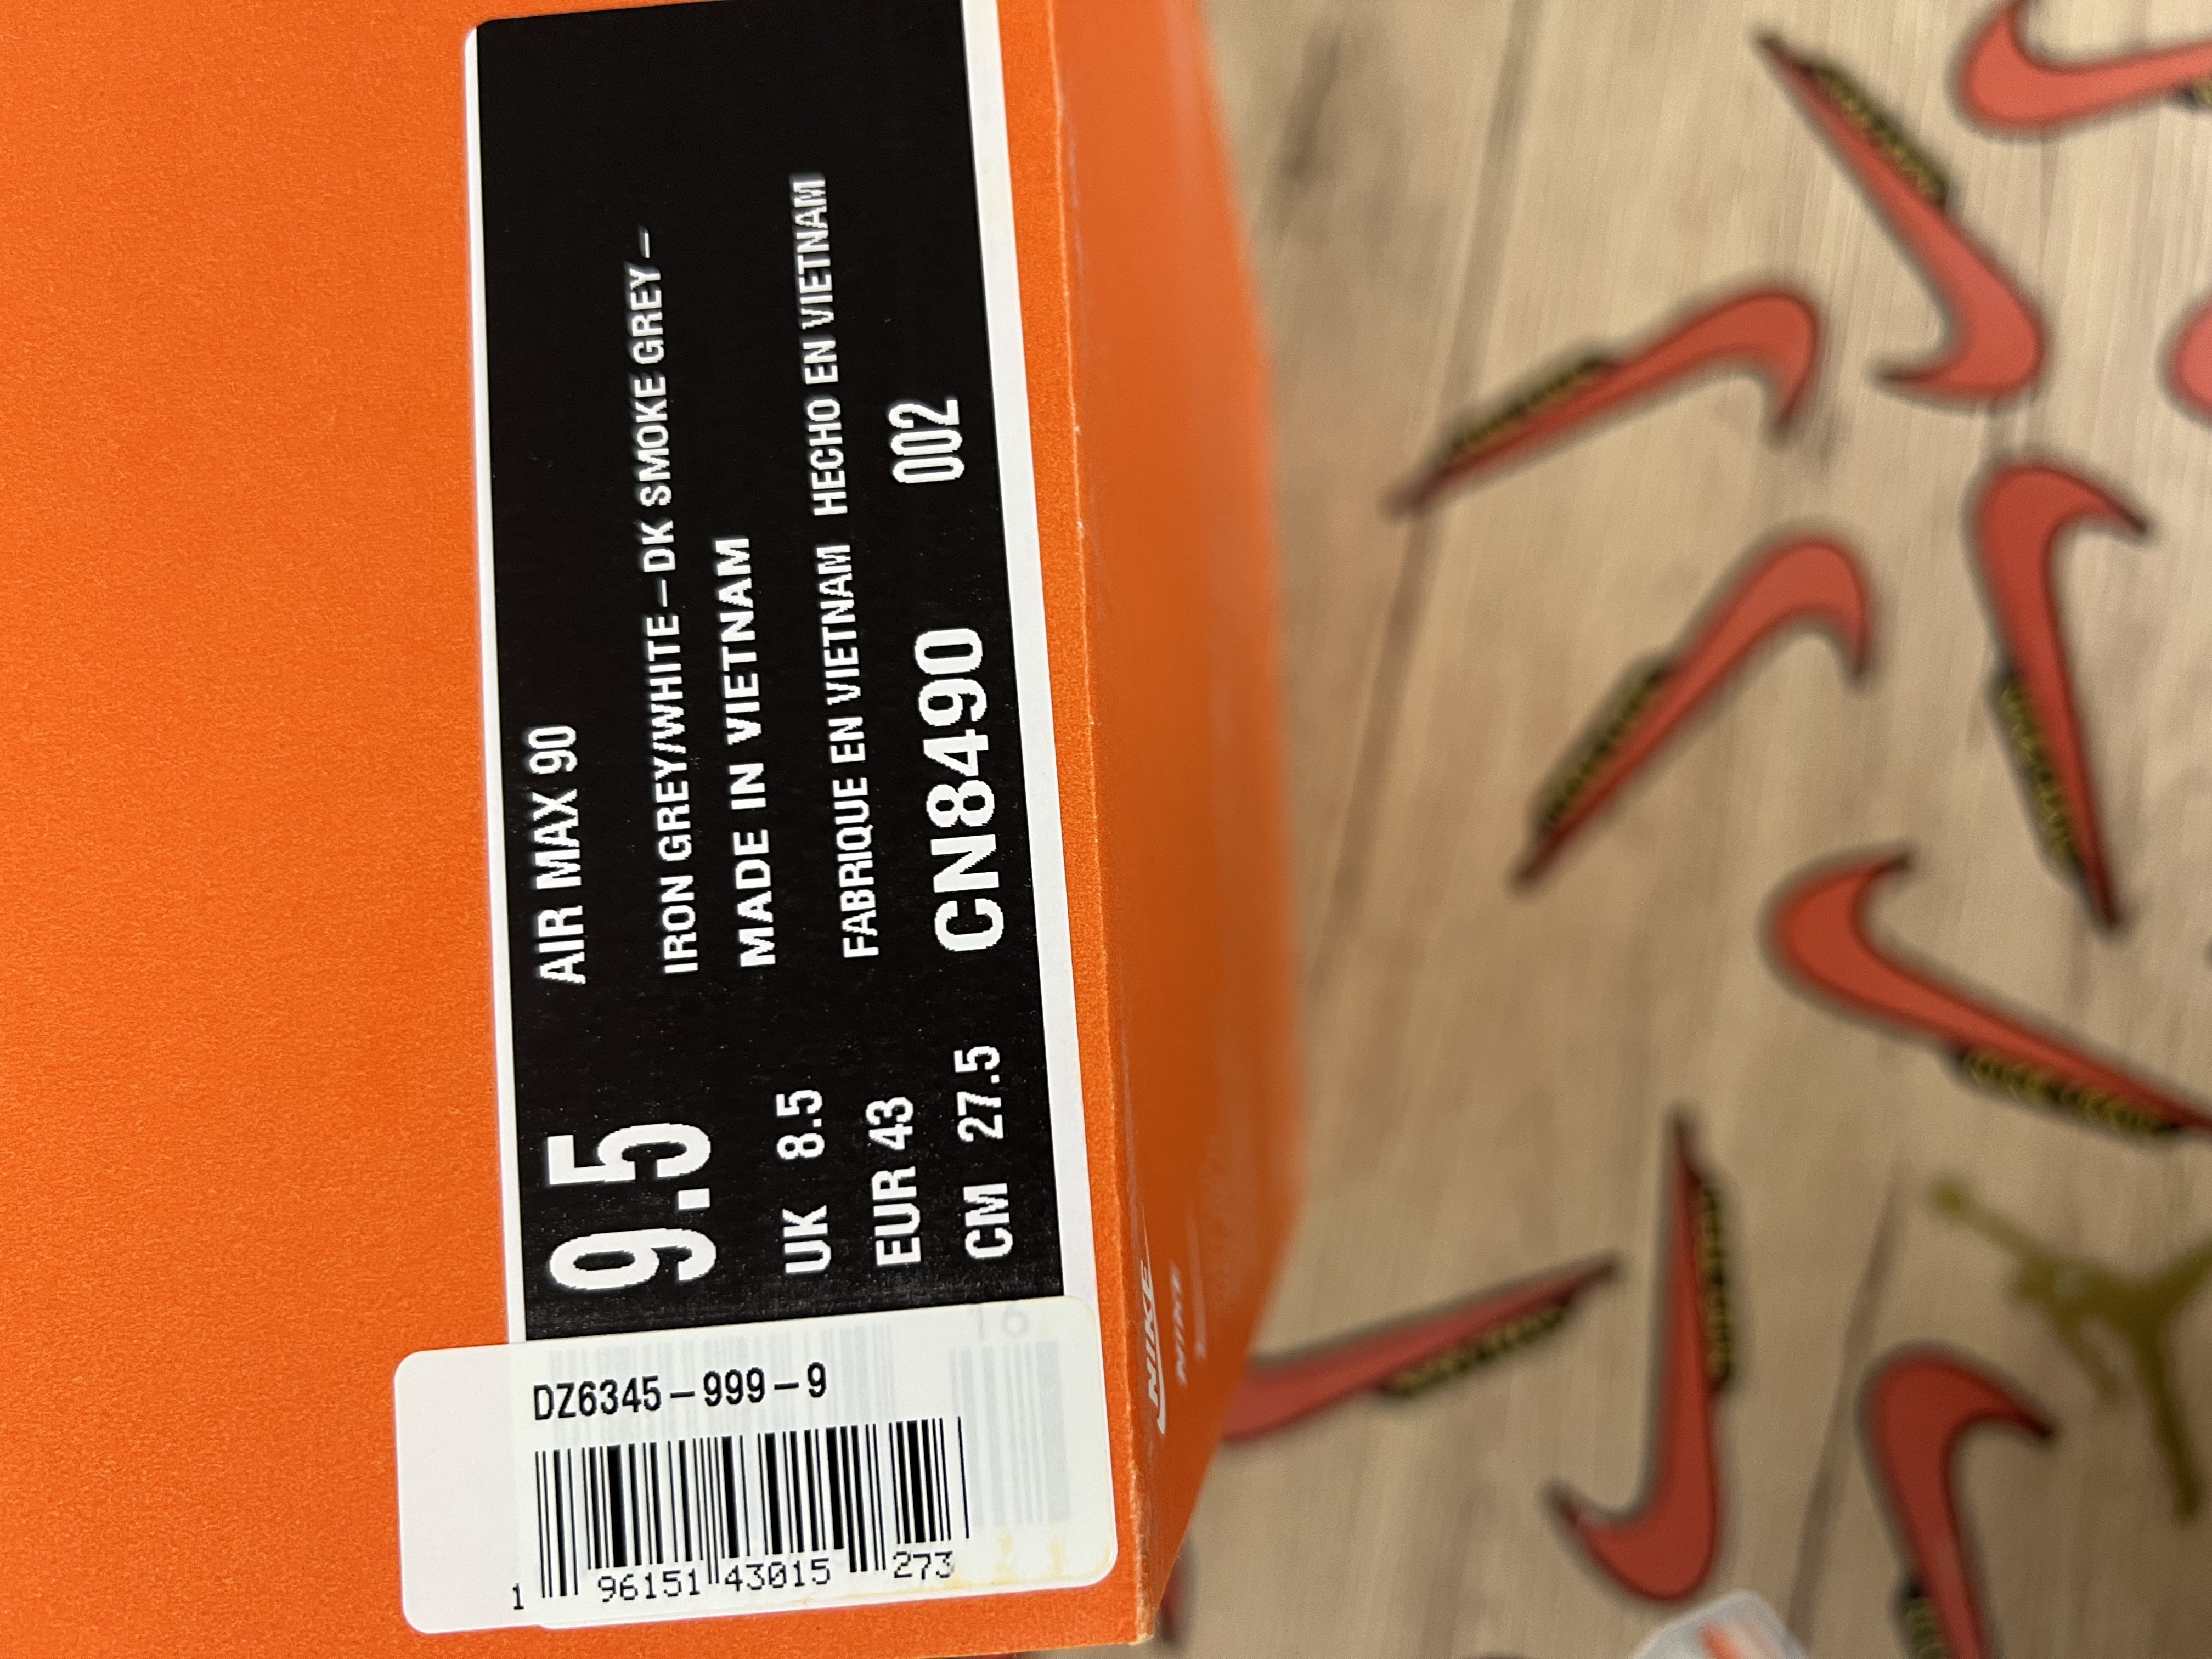 DZ6345-999-9
1 96151 43015 273
9.5
AIR MAX 90
IRON GREY/WHITE-DK SMOKE GREY-
MADE IN VIETNAM
UK 8.5
FABRIQUE EN VIETNAM HECHO EN VIETNAM
EUR 43
CN8490 002
CM 27.5
NIKE
NIKE